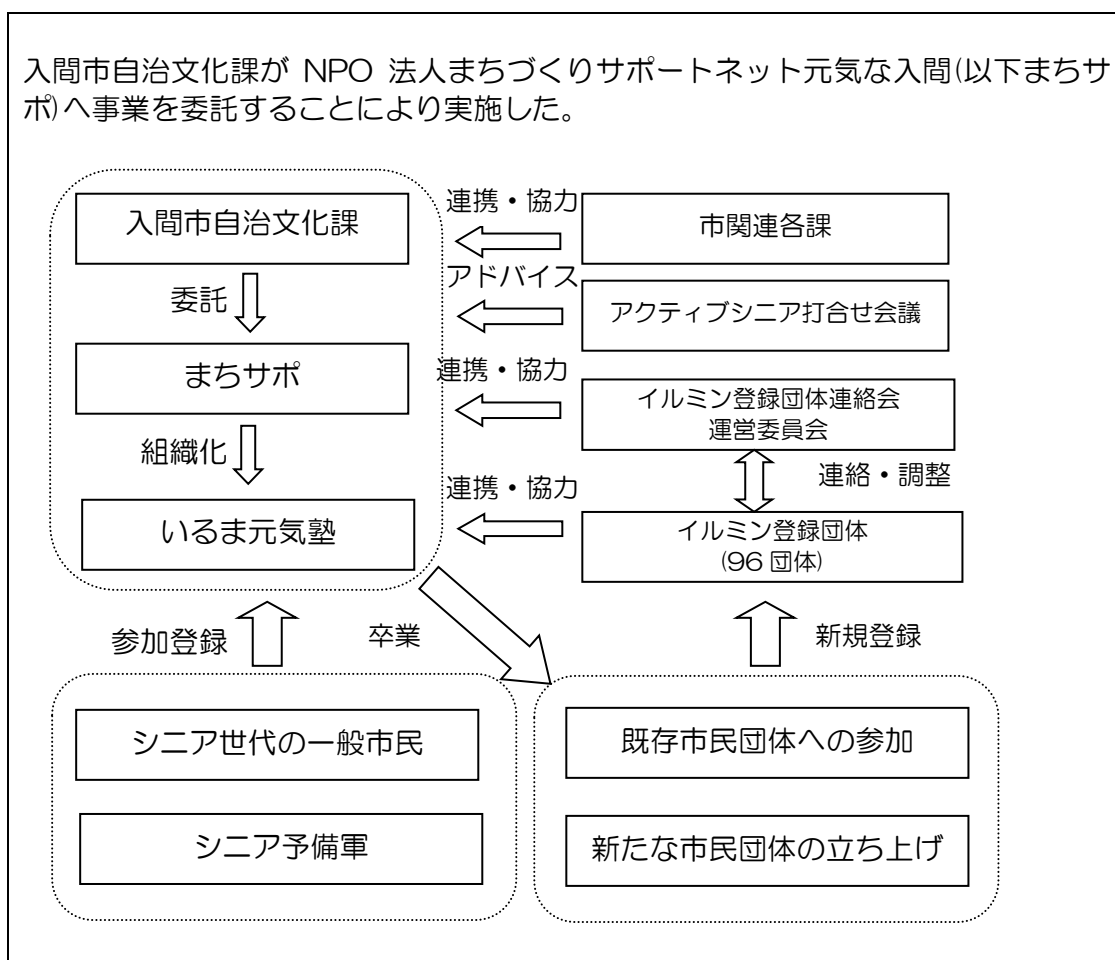 入間市自治文化課が NPO 法人まちづくりサポートネット元気な入間(以下まちサ
ポ)へ事業を委託することにより実施した。
入間市自治文化課
連携・協力
市関連各課
委託
アドバイス
アクティブシニア打合せ会議
まちサポ
連携・協力
イルミン登録団体連絡会
運営委員会
組織化
連絡・調整
いるま元気塾
連携・協力
イルミン登録団体
(96 団体)
参加登録
卒業
新規登録
シニア世代の一般市民
既存市民団体への参加
シニア予備軍
新たな市民団体の立ち上げ